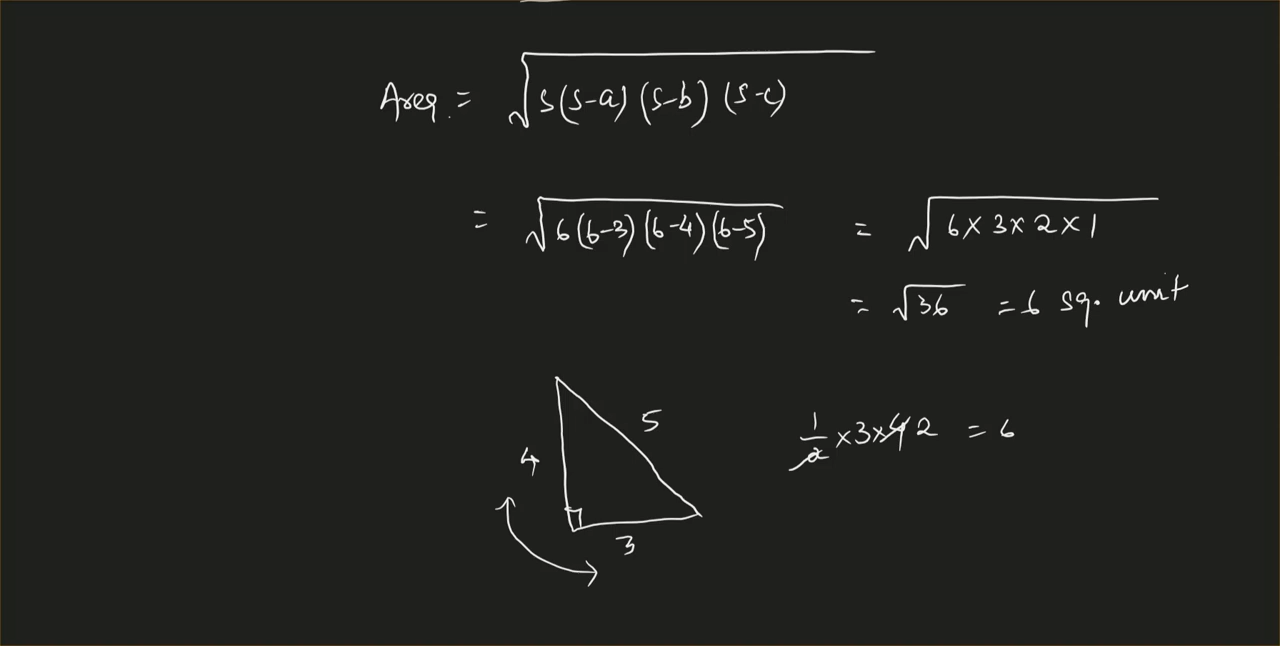 Area = √s(s-a)(s-b)(s-c)
= √6(6-3)(6-4)(6-5) = √6×3×2×1
= √36 = 6 sq. unit
5
4
1/2 ×3×4 2 = 6
3